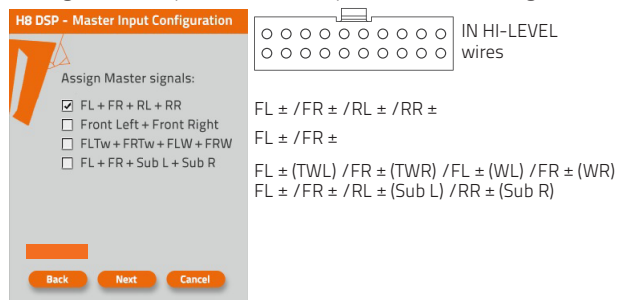 H8 DSP - Master Input Configuration
IN HI-LEVEL
wires
Assign Master signals:
FL + FR + RL + RR
FL ± / FR ± / RL ± / RR ±
Front Left + Front Right
FL ± / FR ±
FLTw + FRTw + FLW + FRW
FL ± (TWL) / FR ± (TWR) / FL ± (WL) / FR ± (WR)
FL + FR + Sub L + Sub R
FL ± / FR ± / RL ± (Sub L) / RR ± (Sub R)
Back
Next
Cancel